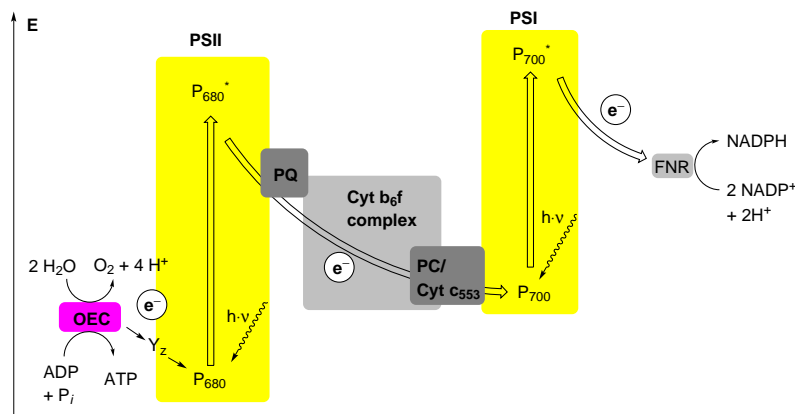 E
PSII
PSI
P680*
P700*
e⁻
NADPH
FNR
2 NADP⁺
+ 2H⁺
PQ
Cyt b6f
complex
h·ν
e⁻
PC/
Cyt c553
P700
2 H₂O
O₂ + 4 H⁺
e⁻
OEC
h·ν
Yz
P680
ADP
+ Pi
ATP